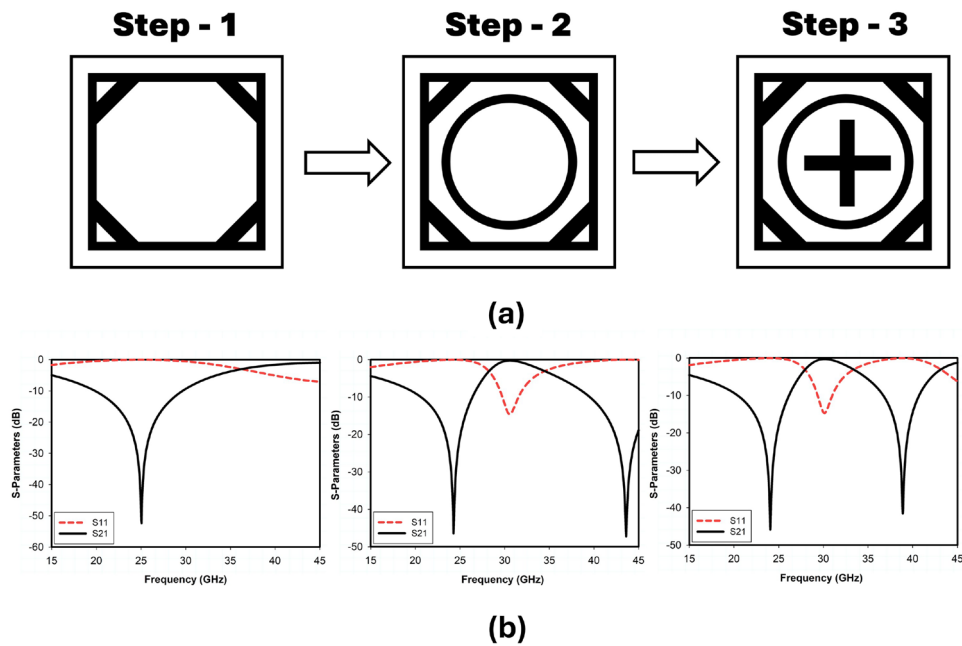 Step - 1
Step - 2
Step - 3
(a)
0
-10
-20
-30
-40
-50
-60
S-Parameters (dB)
S11
S21
15 20 25 30 35 40 45
Frequency (GHz)
0
-10
-20
-30
-40
-50
S-Parameters (dB)
S11
S21
15 20 25 30 35 40 45
Frequency (GHz)
0
-10
-20
-30
-40
-50
S-Parameters (dB)
S11
S21
15 20 25 30 35 40 45
Frequency (GHz)
(b)